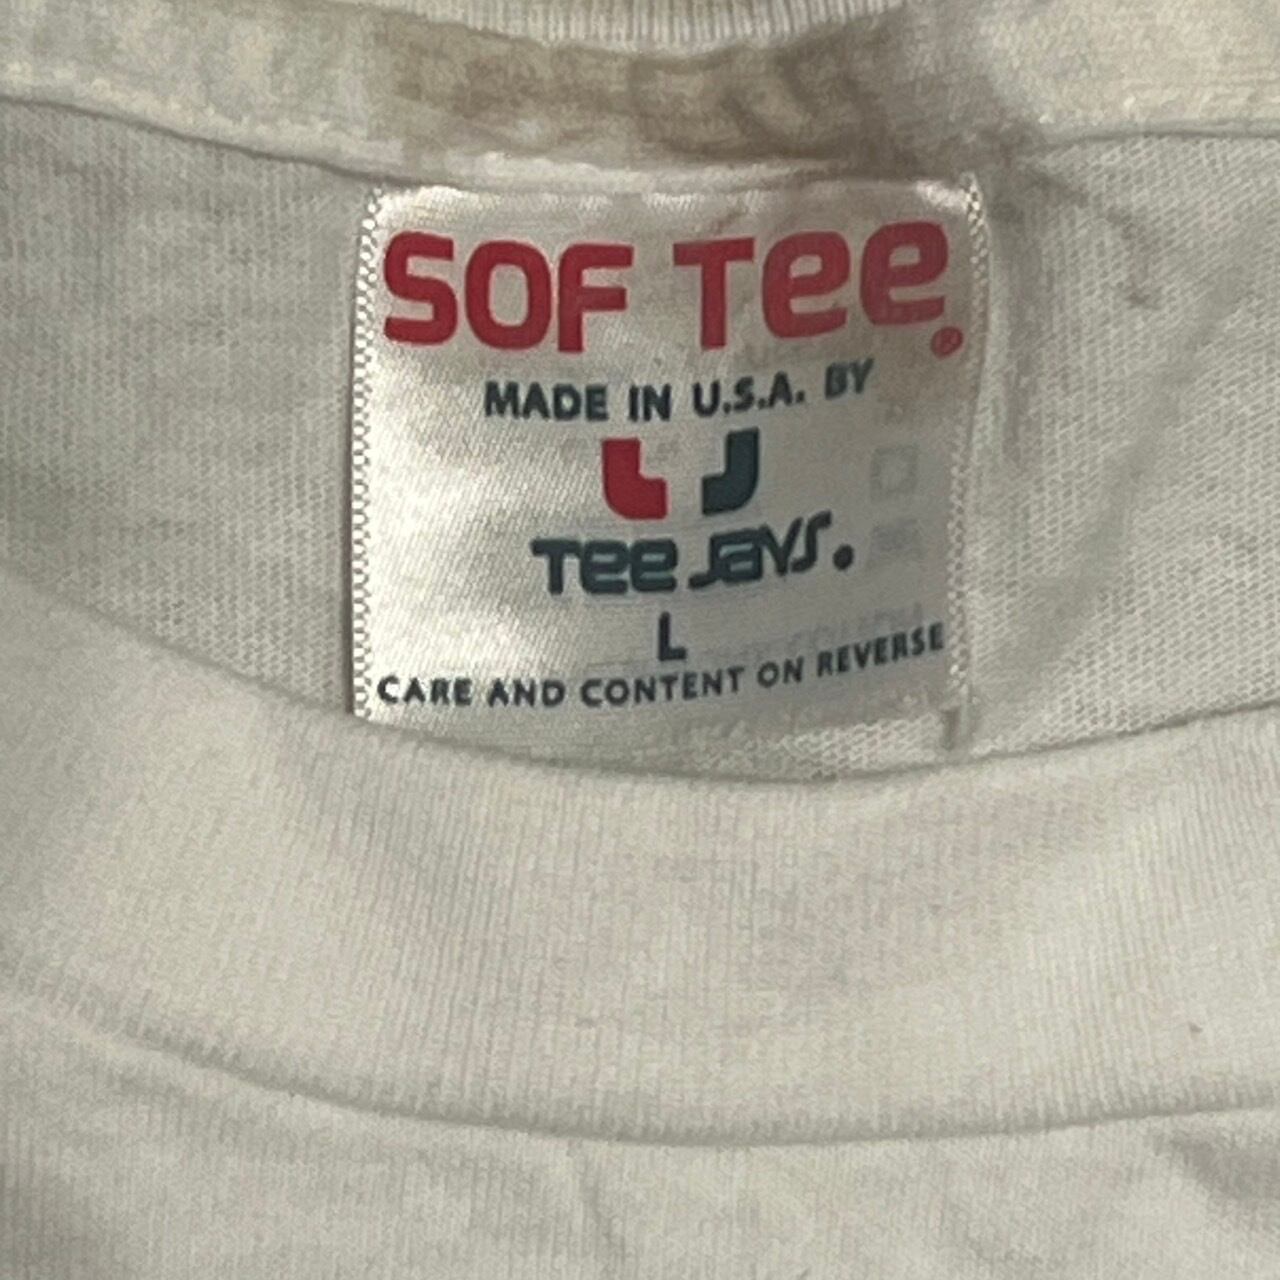 SOF Tee®
MADE IN U.S.A. BY
Tee JAYS.
L
CARE AND CONTENT ON REVERSE